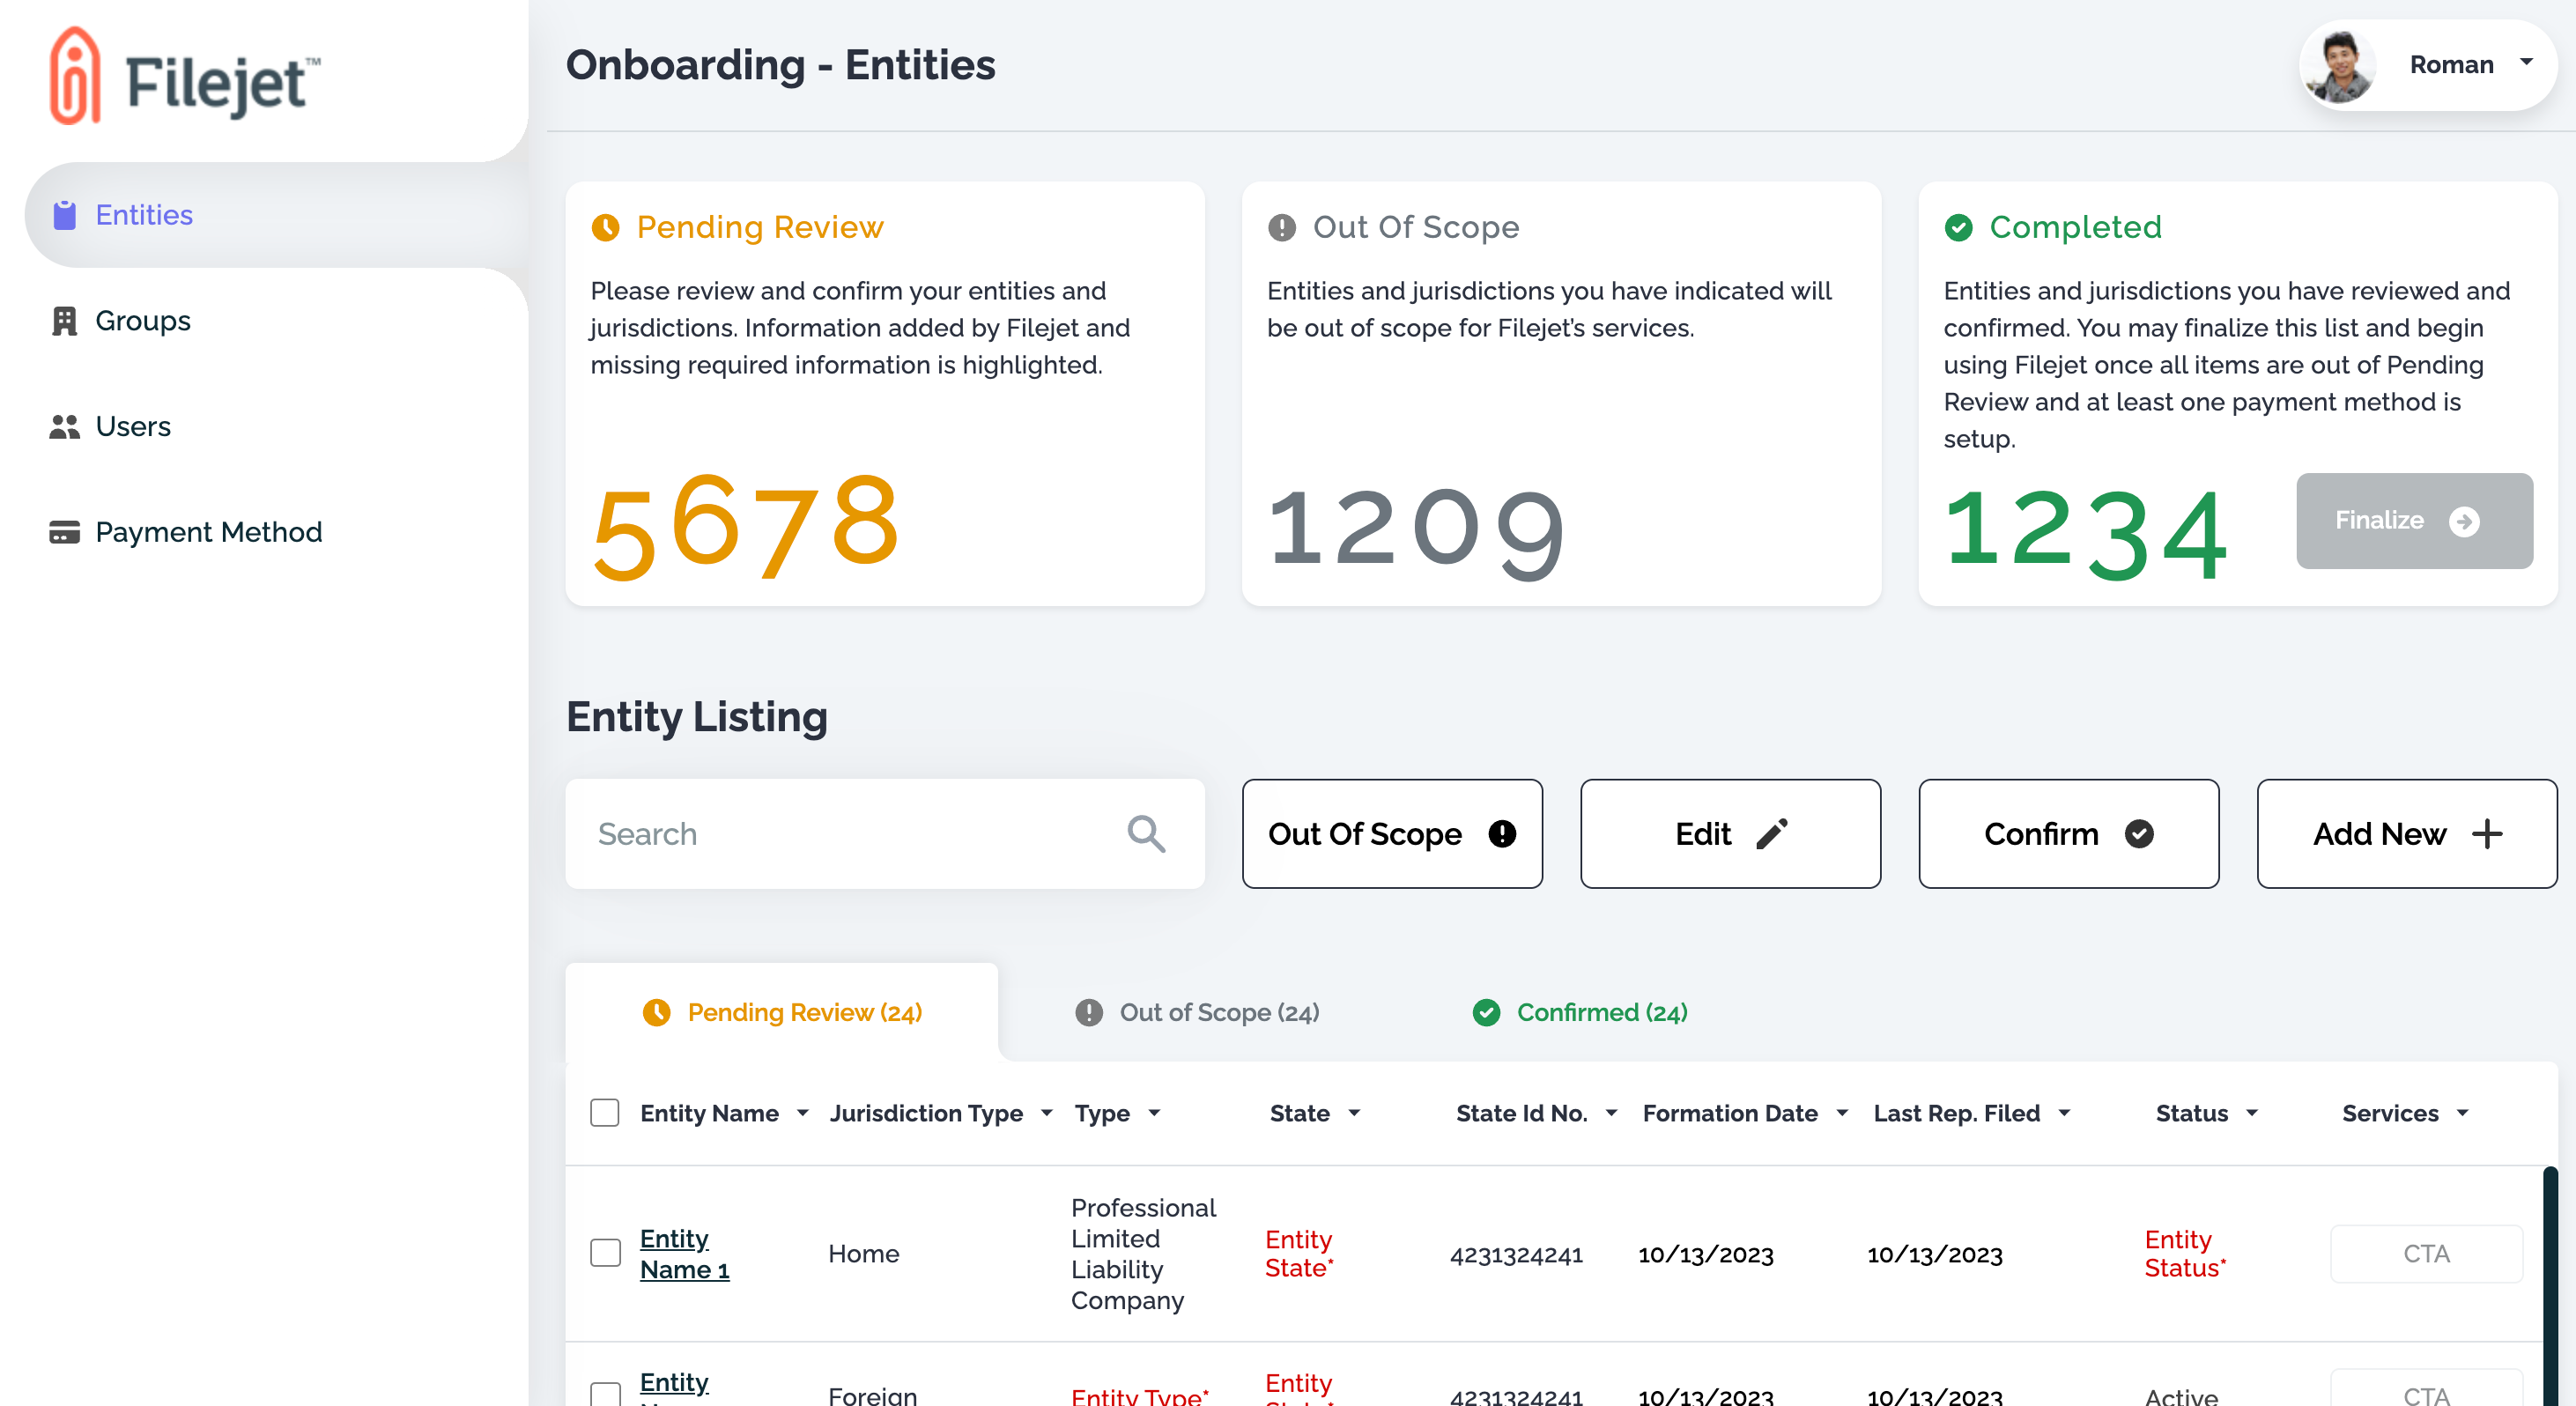 Filejet™
Onboarding - Entities
Roman
Entities
Groups
Users
Payment Method
Pending Review
Please review and confirm your entities and
jurisdictions. Information added by Filejet and
missing required information is highlighted.
5678
Out Of Scope
Entities and jurisdictions you have indicated will
be out of scope for Filejet’s services.
1209
Completed
Entities and jurisdictions you have reviewed and
confirmed. You may finalize this list and begin
using Filejet once all items are out of Pending
Review and at least one payment method is
setup.
1234
Finalize
Entity Listing
Search
Out Of Scope
Edit
Confirm
Add New
Pending Review (24)
Out of Scope (24)
Confirmed (24)
Entity Name
Jurisdiction Type
Type
State
State Id No.
Formation Date
Last Rep. Filed
Status
Services
Entity
Name 1
Home
Professional
Limited
Liability
Company
Entity
State*
4231324241
10/13/2023
10/13/2023
Entity
Status*
CTA
Entity
Foreign
Entity Type*
Entity
4231324241
10/13/2023
10/13/2023
Active
CTA